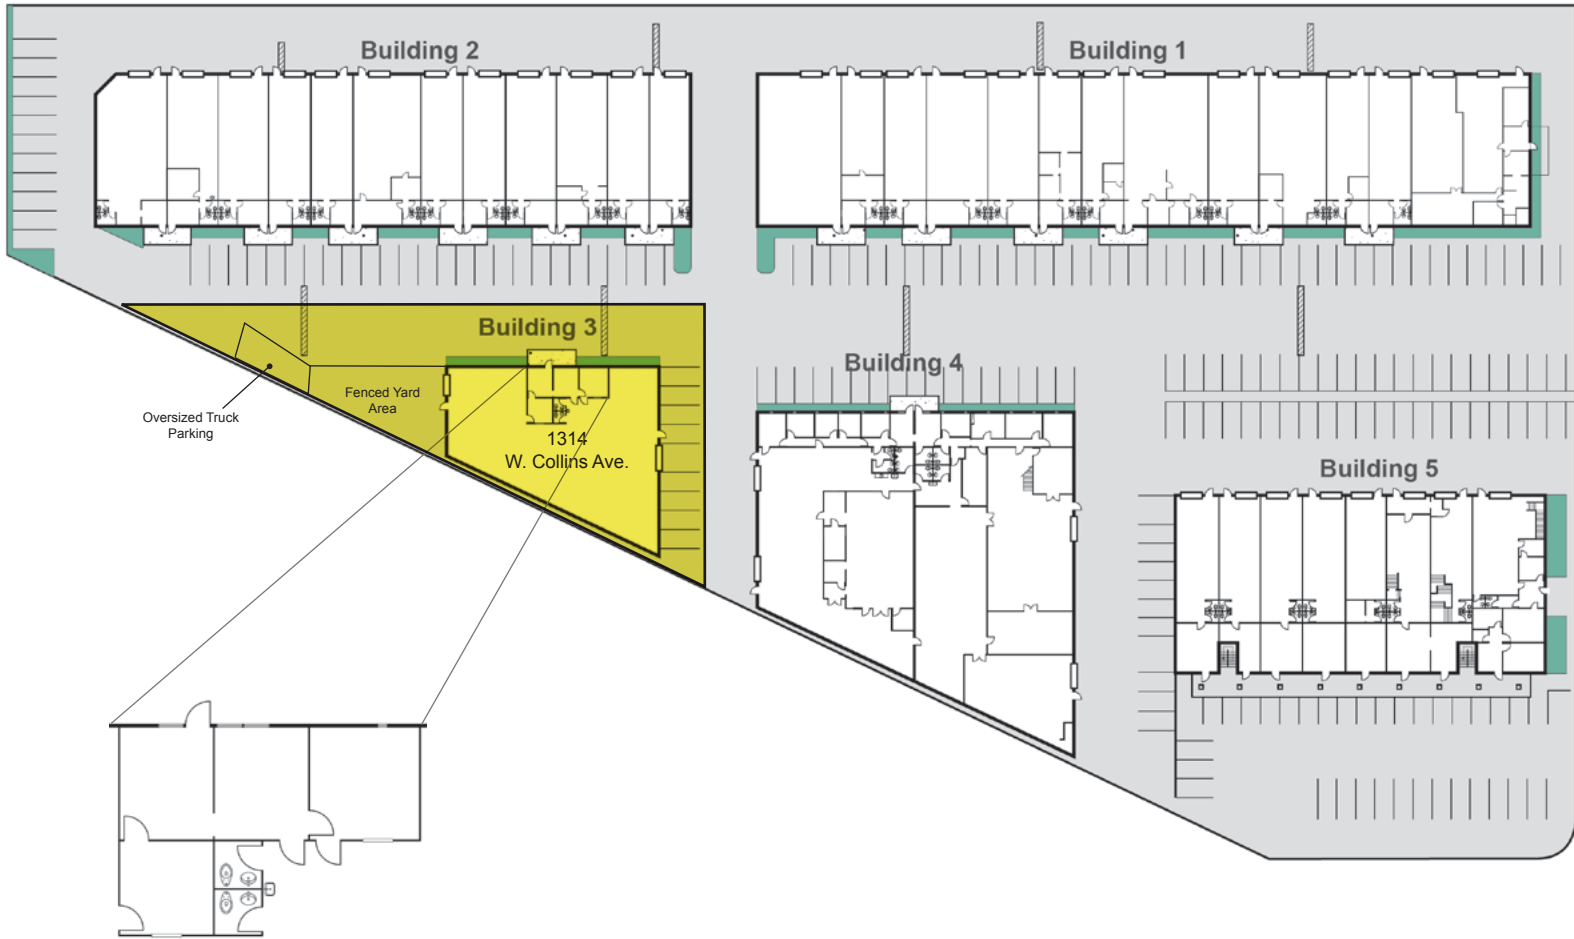 Building 2
Building 1
Building 3
Building 4
Fenced Yard
Area
Oversized Truck
Parking
1314
W. Collins Ave.
Building 5